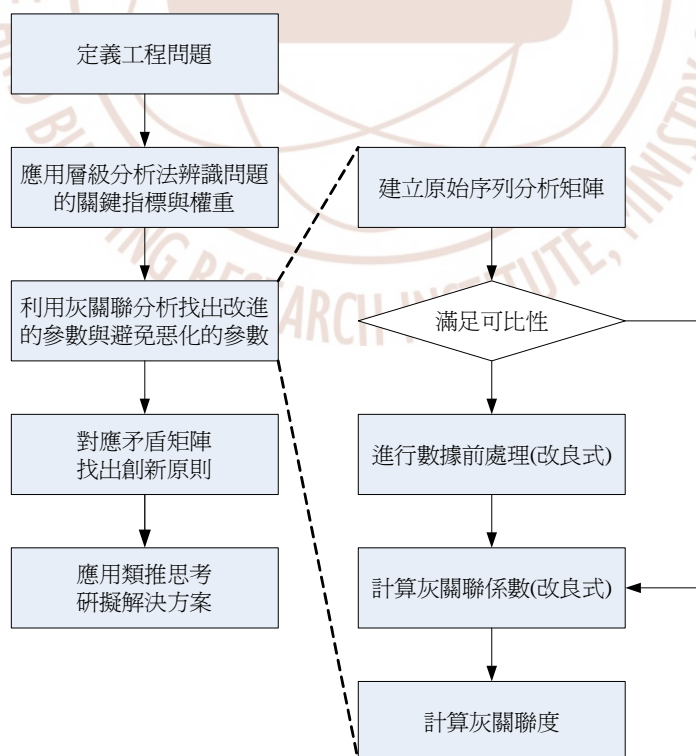 定義工程問題
應用層級分析法辨識問題
的關鍵指標與權重
利用灰關聯分析找出改進
的參數與避免惡化的參數
對應矛盾矩陣
找出創新原則
應用類推思考
研擬解決方案
建立原始序列分析矩陣
滿足可比性
進行數據前處理(改良式)
計算灰關聯係數(改良式)
計算灰關聯度
RESEARCH INSTITUTE, MINISTRY